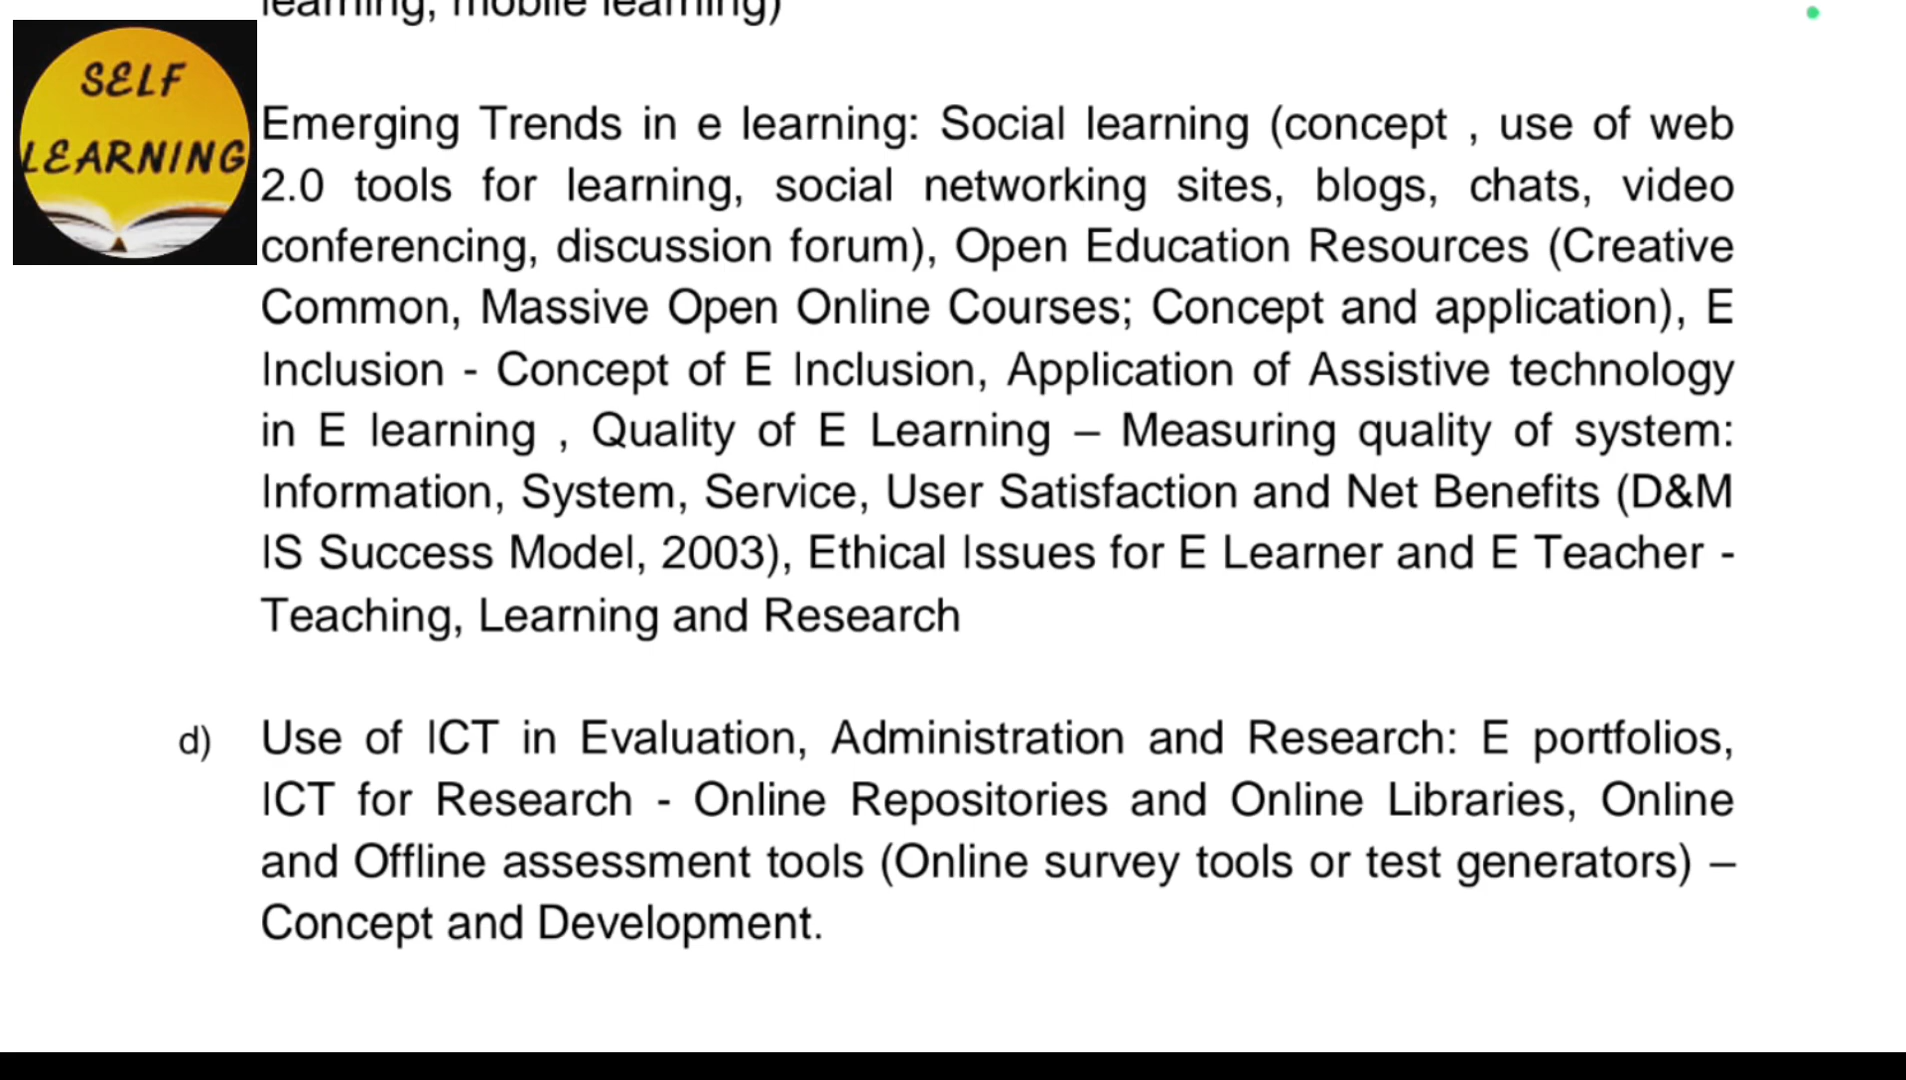 learning, mobile learning)
SELF
LEARNING
Emerging Trends in e learning: Social learning (concept , use of web
2.0 tools for learning, social networking sites, blogs, chats, video
conferencing, discussion forum), Open Education Resources (Creative
Common, Massive Open Online Courses; Concept and application), E
Inclusion - Concept of E Inclusion, Application of Assistive technology
in E learning , Quality of E Learning – Measuring quality of system:
Information, System, Service, User Satisfaction and Net Benefits (D&M
IS Success Model, 2003), Ethical Issues for E Learner and E Teacher -
Teaching, Learning and Research
d) Use of ICT in Evaluation, Administration and Research: E portfolios,
ICT for Research - Online Repositories and Online Libraries, Online
and Offline assessment tools (Online survey tools or test generators) –
Concept and Development.